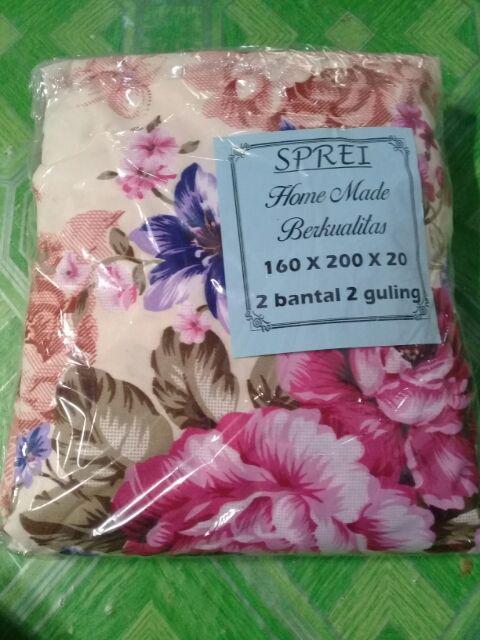 SPREI
Home Made
Berkualitas
160 X 200 X 20
2 bantal 2 guling